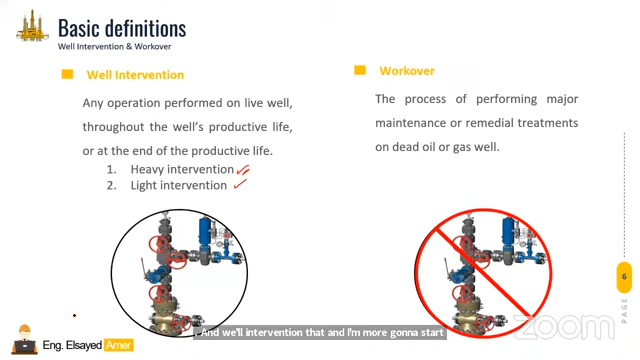 Basic definitions
Well Intervention & Workover
Well Intervention
Any operation performed on live well,
throughout the well's productive life,
or at the end of the productive life.
1. Heavy intervention
2. Light intervention
Workover
The process of performing major
maintenance or remedial treatments
on dead oil or gas well.
6
PAGE
Eng. Elsayed Amer
And we'll intervention that and I'm more gonna start
zoom